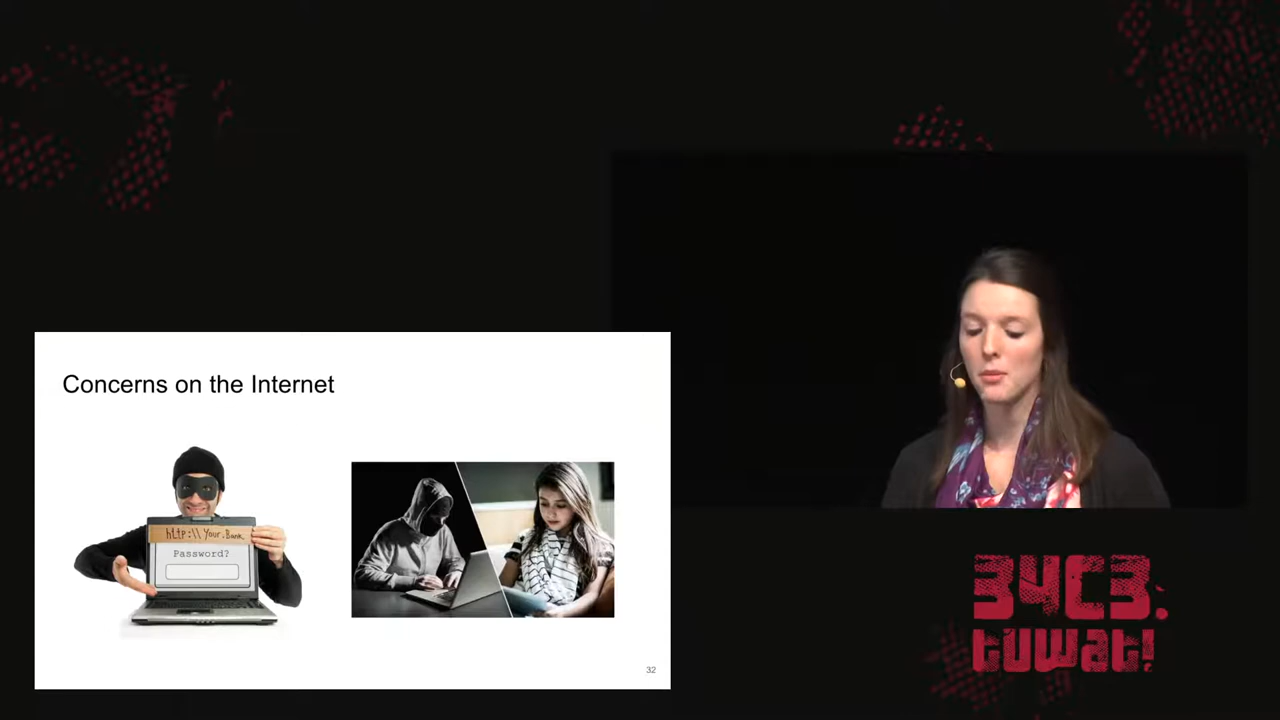 Concerns on the Internet
http:\\Your.Bank
Password?
32
34C3:
tuwat!